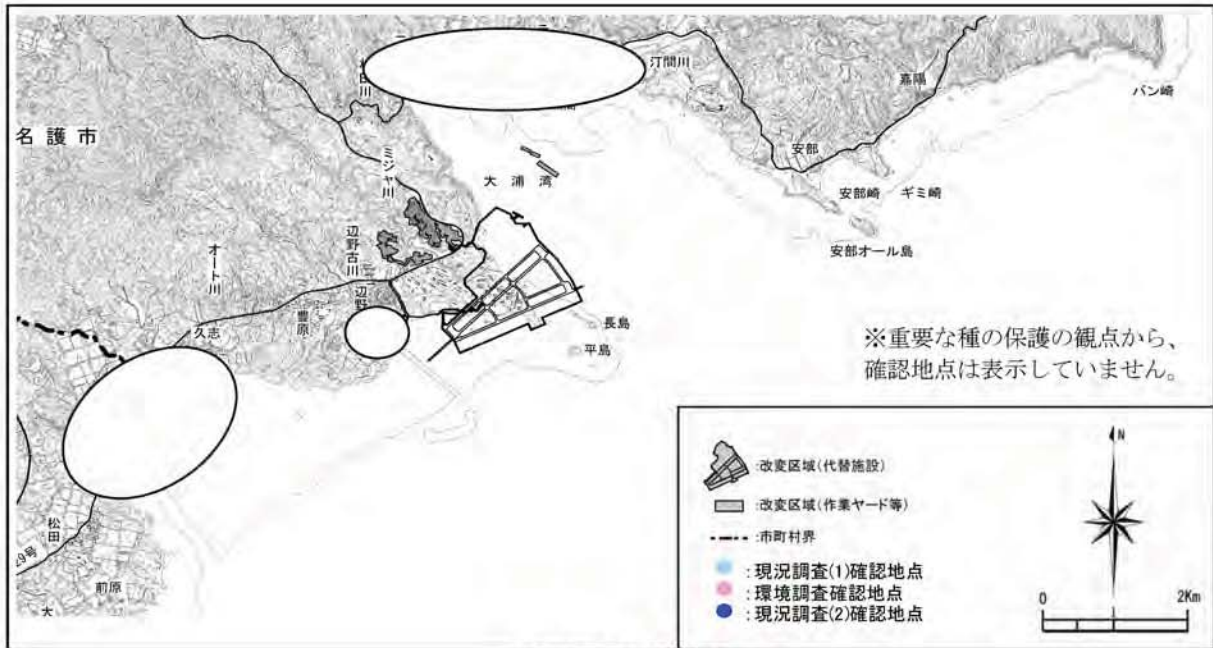 汀間川
嘉陽
バン崎
名護市
安部
ミジャ川
大浦湾
安部崎
ギミ崎
安部オール島
オート川
辺野古川
辺野
豊原
久志
長島
平島
※重要な種の保護の観点から、
確認地点は表示していません。
松田
29号
前原
大
:改変区域(代替施設)
:改変区域(作業ヤード等)
:市町村界
:現況調査(1)確認地点
:環境調査確認地点
:現況調査(2)確認地点
N
0 2Km